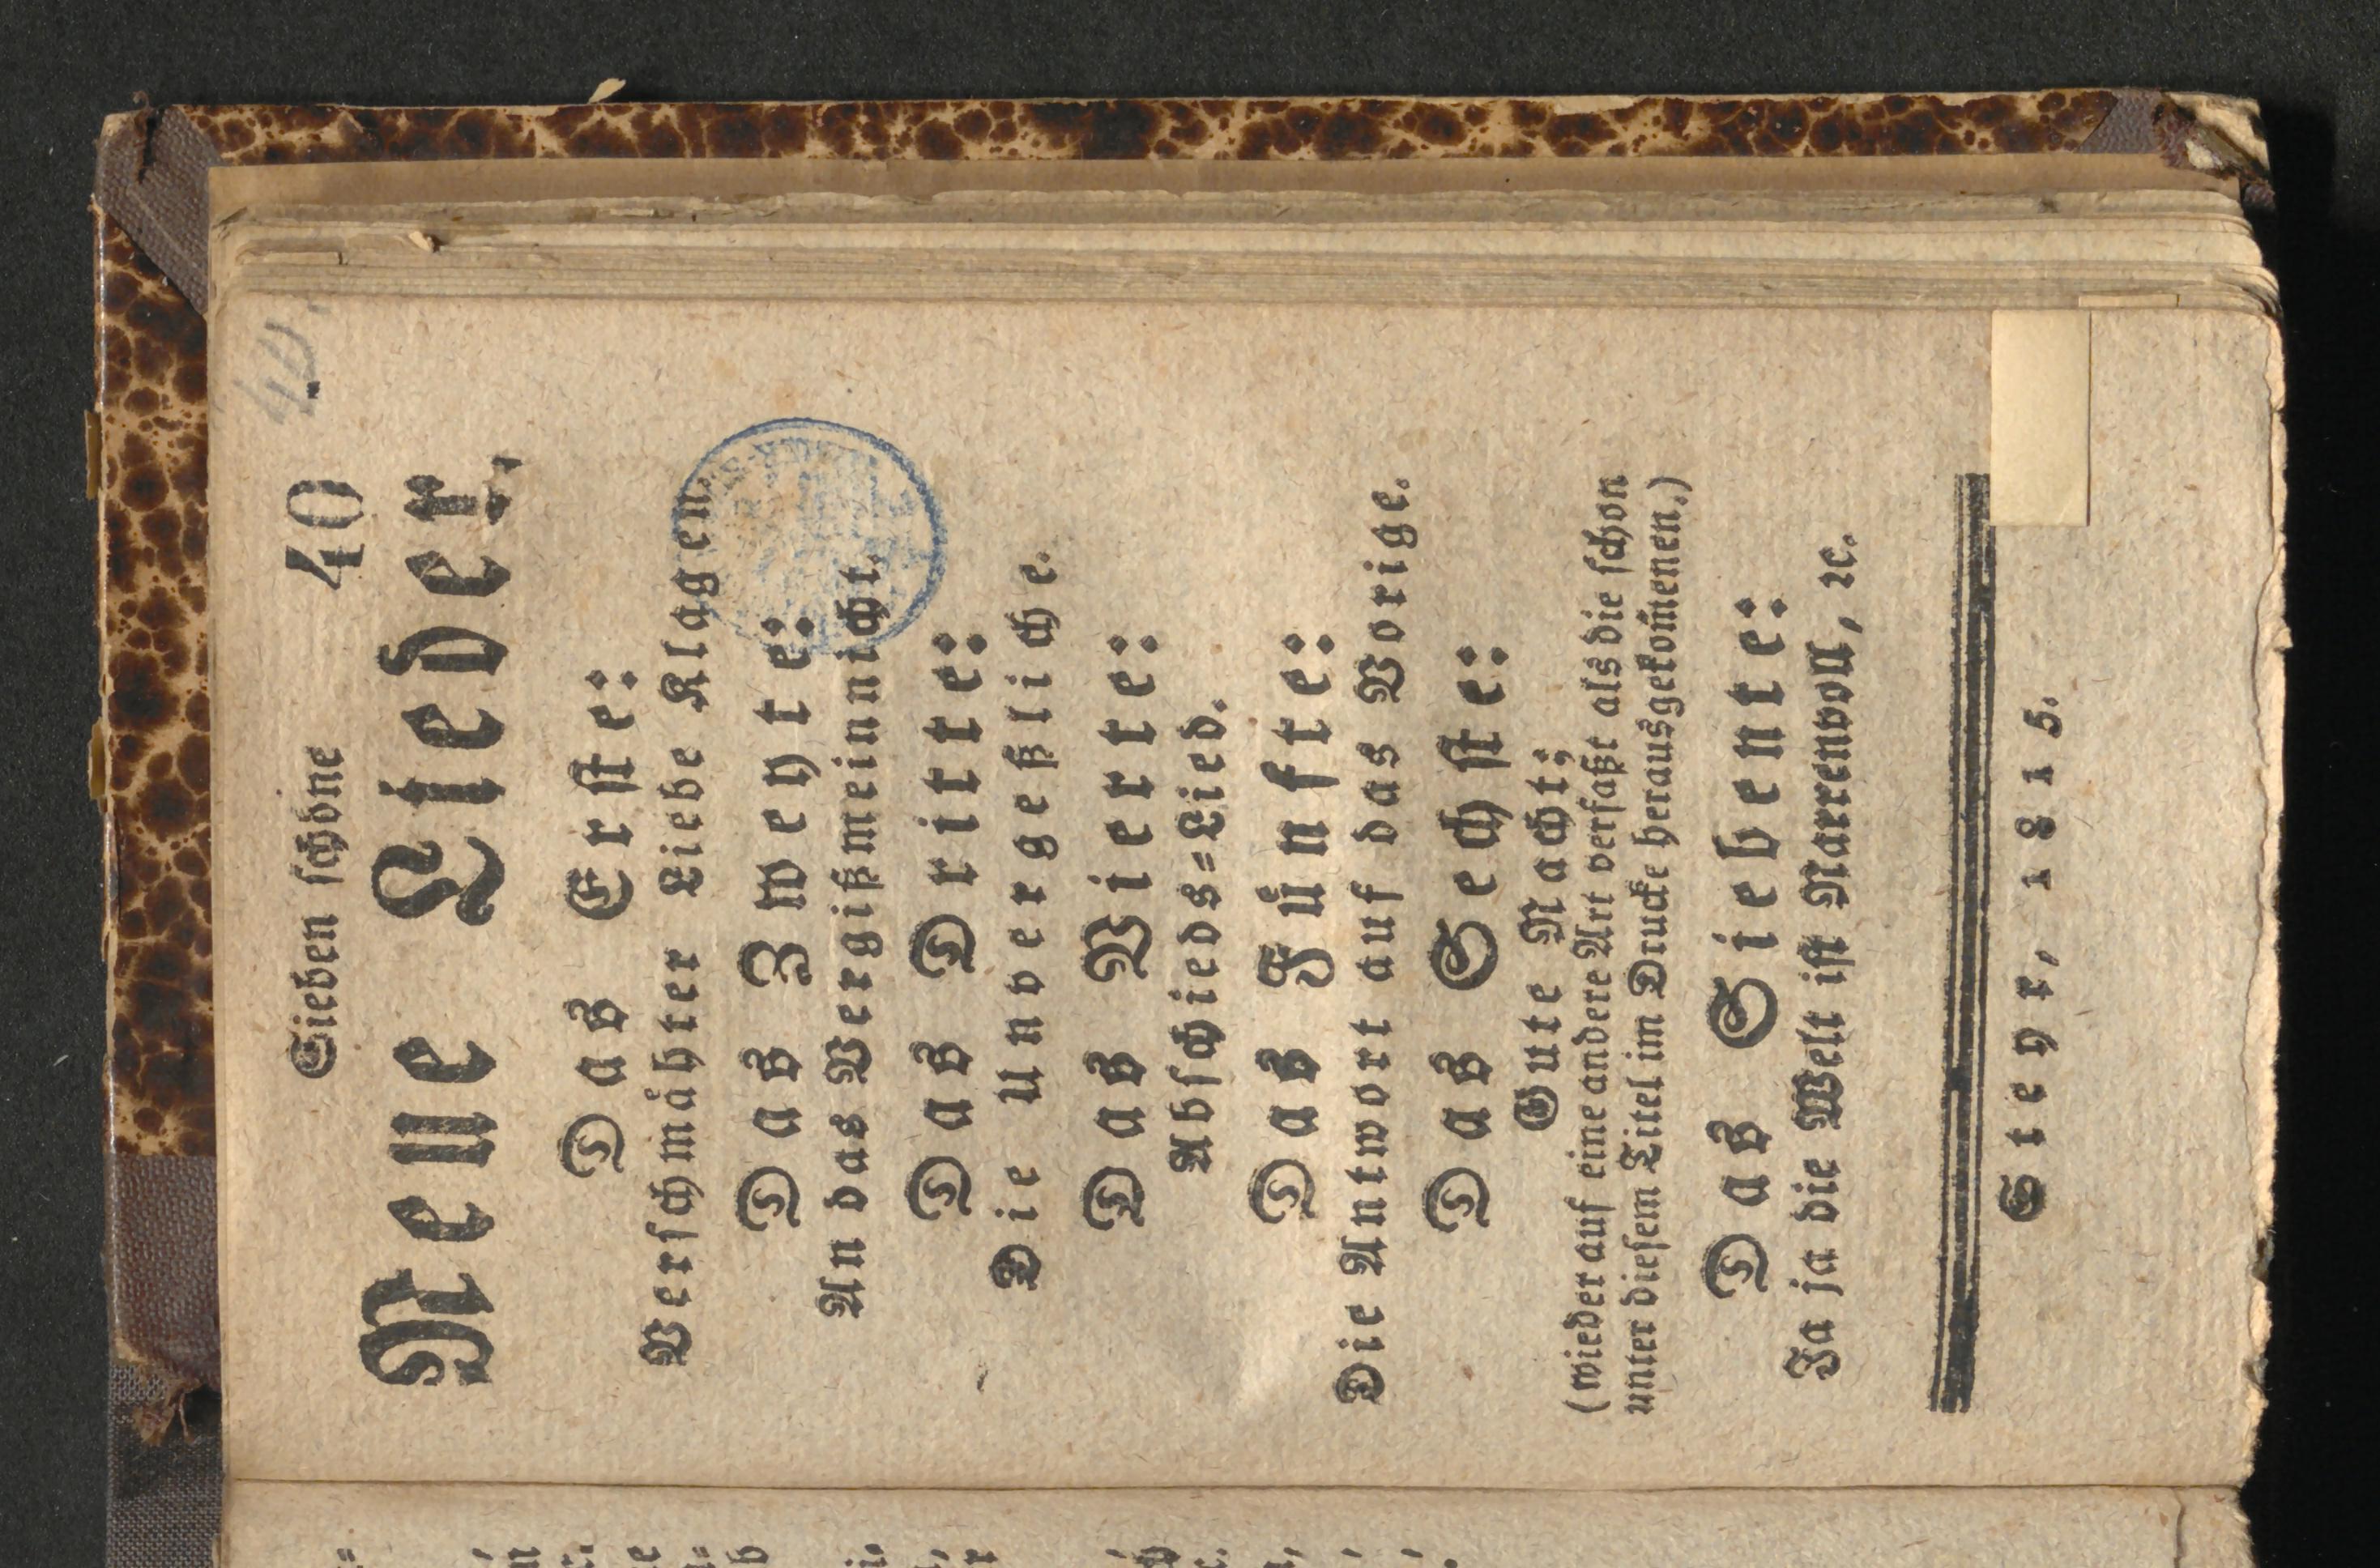 40.
Sieben schöne
40
Neue Lieder.
Das Erste:
Verschmähter Liebe Klagen.
Das Zweyte:
An das Vergißmeinnicht.
Das Dritte:
Die Unvergeßliche.
Das Vierte:
Abschieds=Lied.
Das Fünfte:
Die Antwort auf das Vorige.
Das Sechste:
Gute Nacht;
(wieder auf eine andere Art verfaßt als die schon
unter diesem Titel im Drucke herausgekom̃enen.)
Das Siebente:
Ja ja die Welt ist Narrenvoll, ꝛc.
Steyr, 1815.